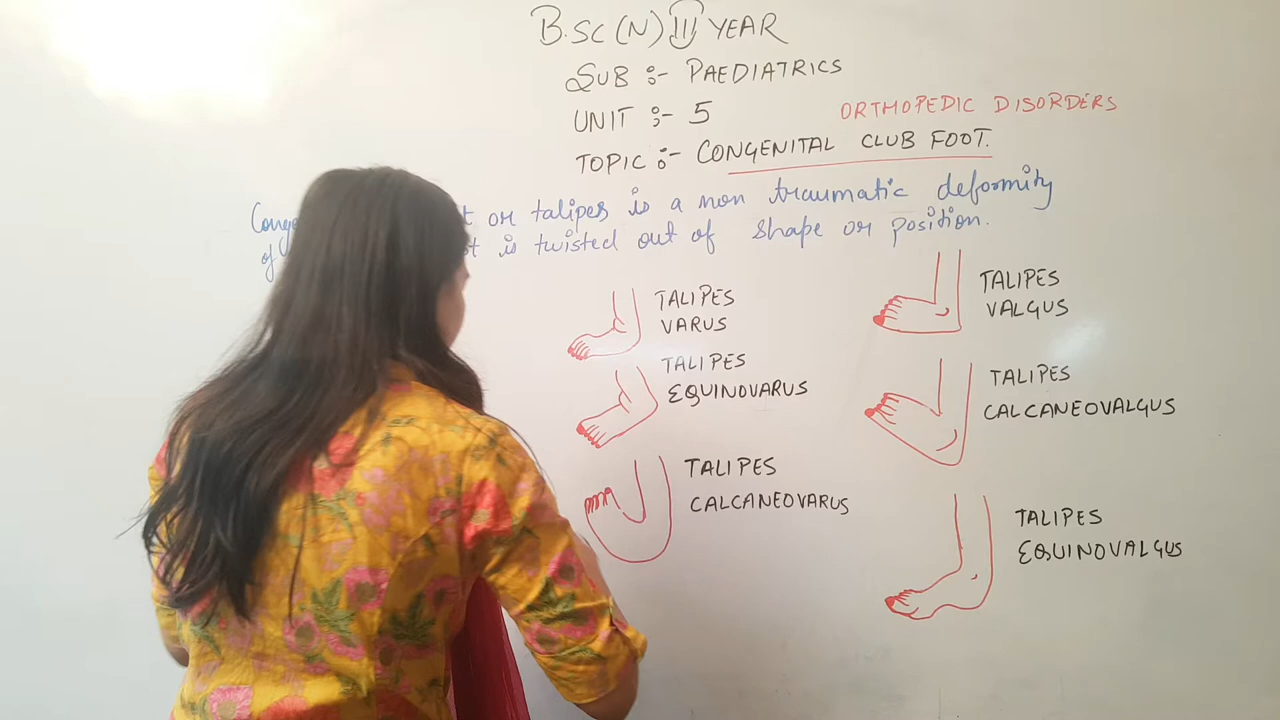 B.SC (N) III YEAR
SUB :- PAEDIATRICS
UNIT :- 5
ORTHOPEDIC DISORDERS
TOPIC :- CONGENITAL CLUB FOOT.
or talipes is a non traumatic deformity
of is twisted out of shape or position.
TALIPES
VARUS
TALIPES
EQUINOVARUS
TALIPES
CALCANEOVARUS
TALIPES
VALGUS
TALIPES
CALCANEOVALGUS
TALIPES
EQUINOVALGUS